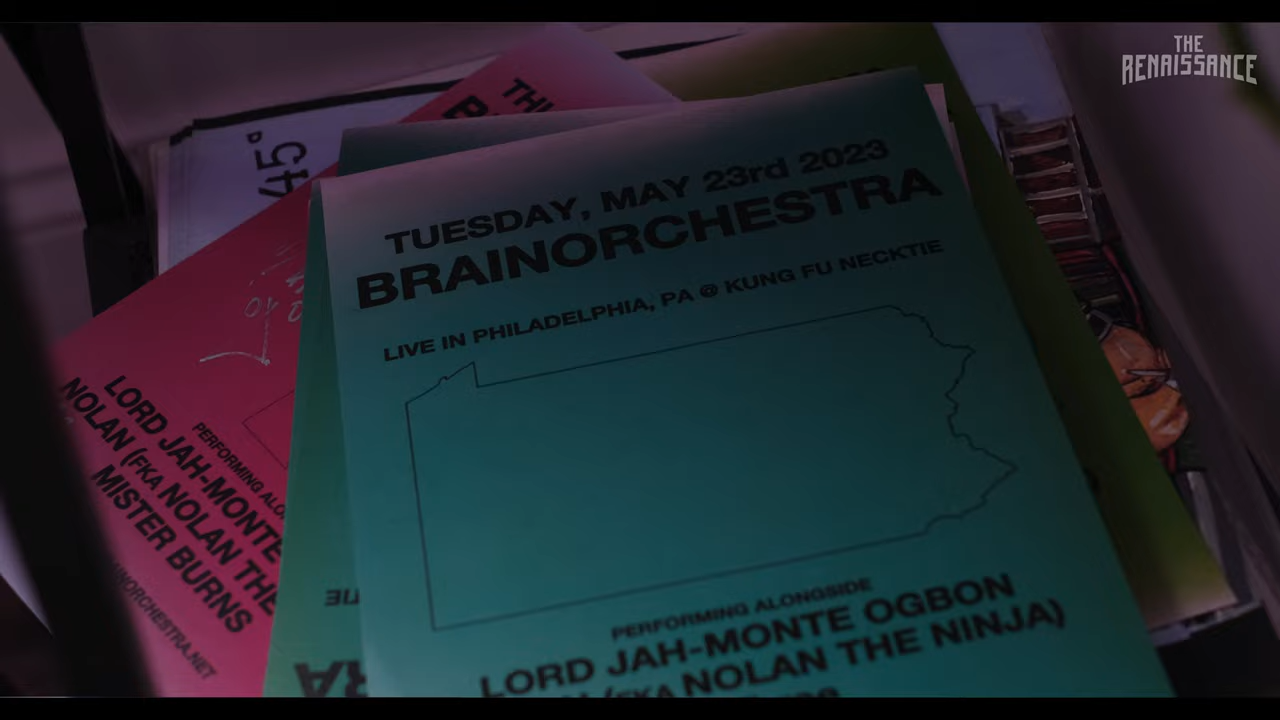 THE
RENAISSANCE
TUESDAY, MAY 23rd 2023
BRAINORCHESTRA
LIVE IN PHILADELPHIA, PA @ KUNG FU NECKTIE
PERFORMING ALONGSIDE
LORD JAH-MONTE OGBON
(FKA NOLAN THE NINJA)
45
LORD JAH-MONTE
NOLAN (FKA NOLAN THE
MISTER BURNS